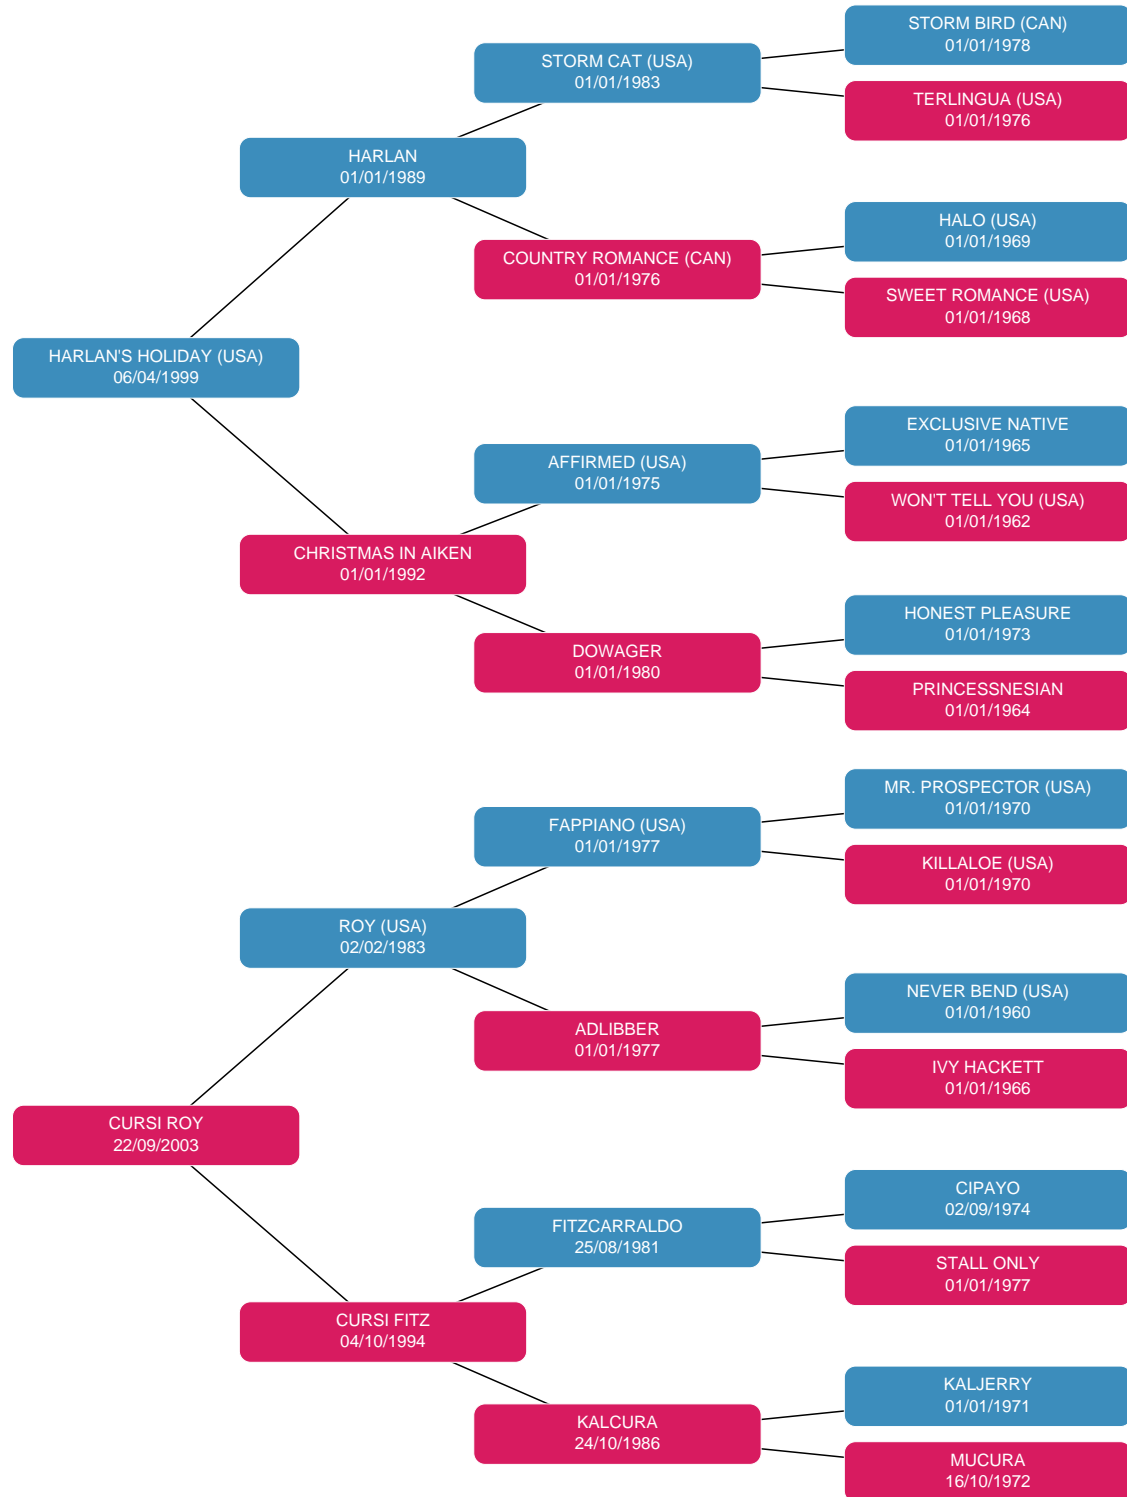 STORM BIRD (CAN)
01/01/1978
STORM CAT (USA)
01/01/1983
TERLINGUA (USA)
01/01/1976
HARLAN
01/01/1989
HALO (USA)
01/01/1969
COUNTRY ROMANCE (CAN)
01/01/1976
SWEET ROMANCE (USA)
01/01/1968
HARLAN'S HOLIDAY (USA)
06/04/1999
EXCLUSIVE NATIVE
01/01/1965
AFFIRMED (USA)
01/01/1975
WON'T TELL YOU (USA)
01/01/1962
CHRISTMAS IN AIKEN
01/01/1992
HONEST PLEASURE
01/01/1973
DOWAGER
01/01/1980
PRINCESSNESIAN
01/01/1964
MR. PROSPECTOR (USA)
01/01/1970
FAPPIANO (USA)
01/01/1977
KILLALOE (USA)
01/01/1970
ROY (USA)
02/02/1983
NEVER BEND (USA)
01/01/1960
ADLIBBER
01/01/1977
IVY HACKETT
01/01/1966
CURSI ROY
22/09/2003
CIPAYO
02/09/1974
FITZCARRALDO
25/08/1981
STALL ONLY
01/01/1977
CURSI FITZ
04/10/1994
KALJERRY
01/01/1971
KALCURA
24/10/1986
MUCURA
16/10/1972